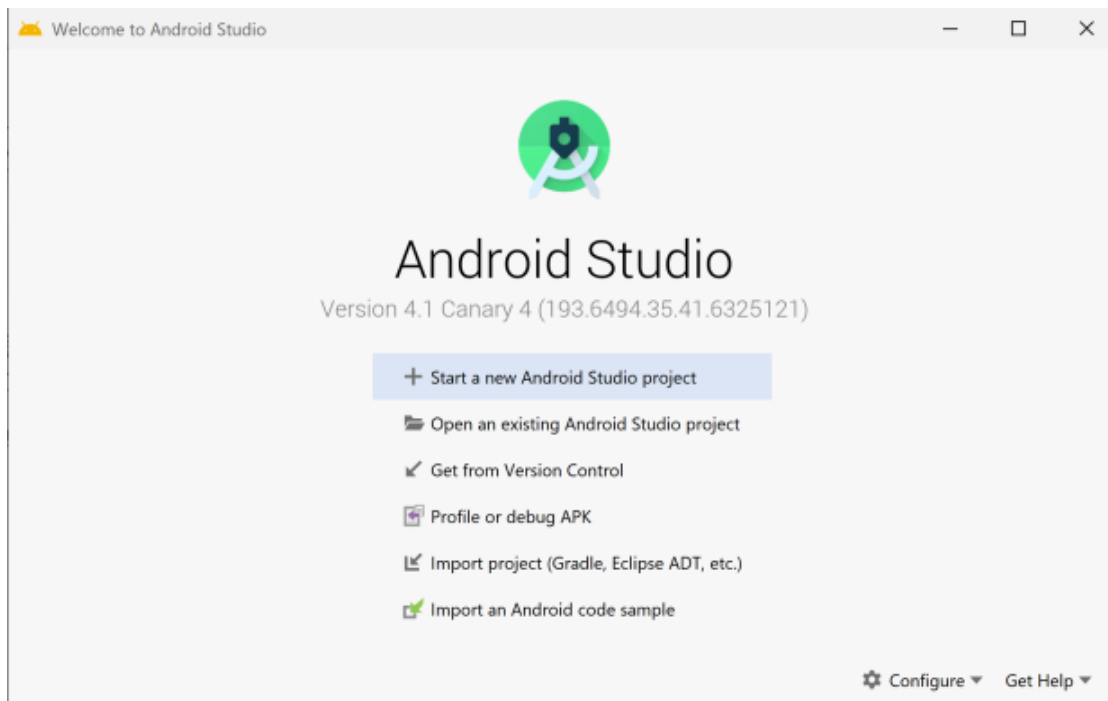 Welcome to Android Studio
Android Studio
Version 4.1 Canary 4 (193.6494.35.41.6325121)
Start a new Android Studio project
Open an existing Android Studio project
Get from Version Control
Profile or debug APK
Import project (Gradle, Eclipse ADT, etc.)
Import an Android code sample
Configure Get Help